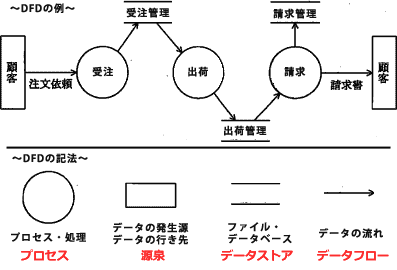 ～DFDの例～
受注管理
請求管理
顧客
受注
出荷
請求
顧客
注文依頼
請求書
出荷管理
～DFDの記法～
プロセス・処理
データの発生源
データの行き先
ファイル・
データベース
データの流れ
プロセス
源泉
データストア
データフロー